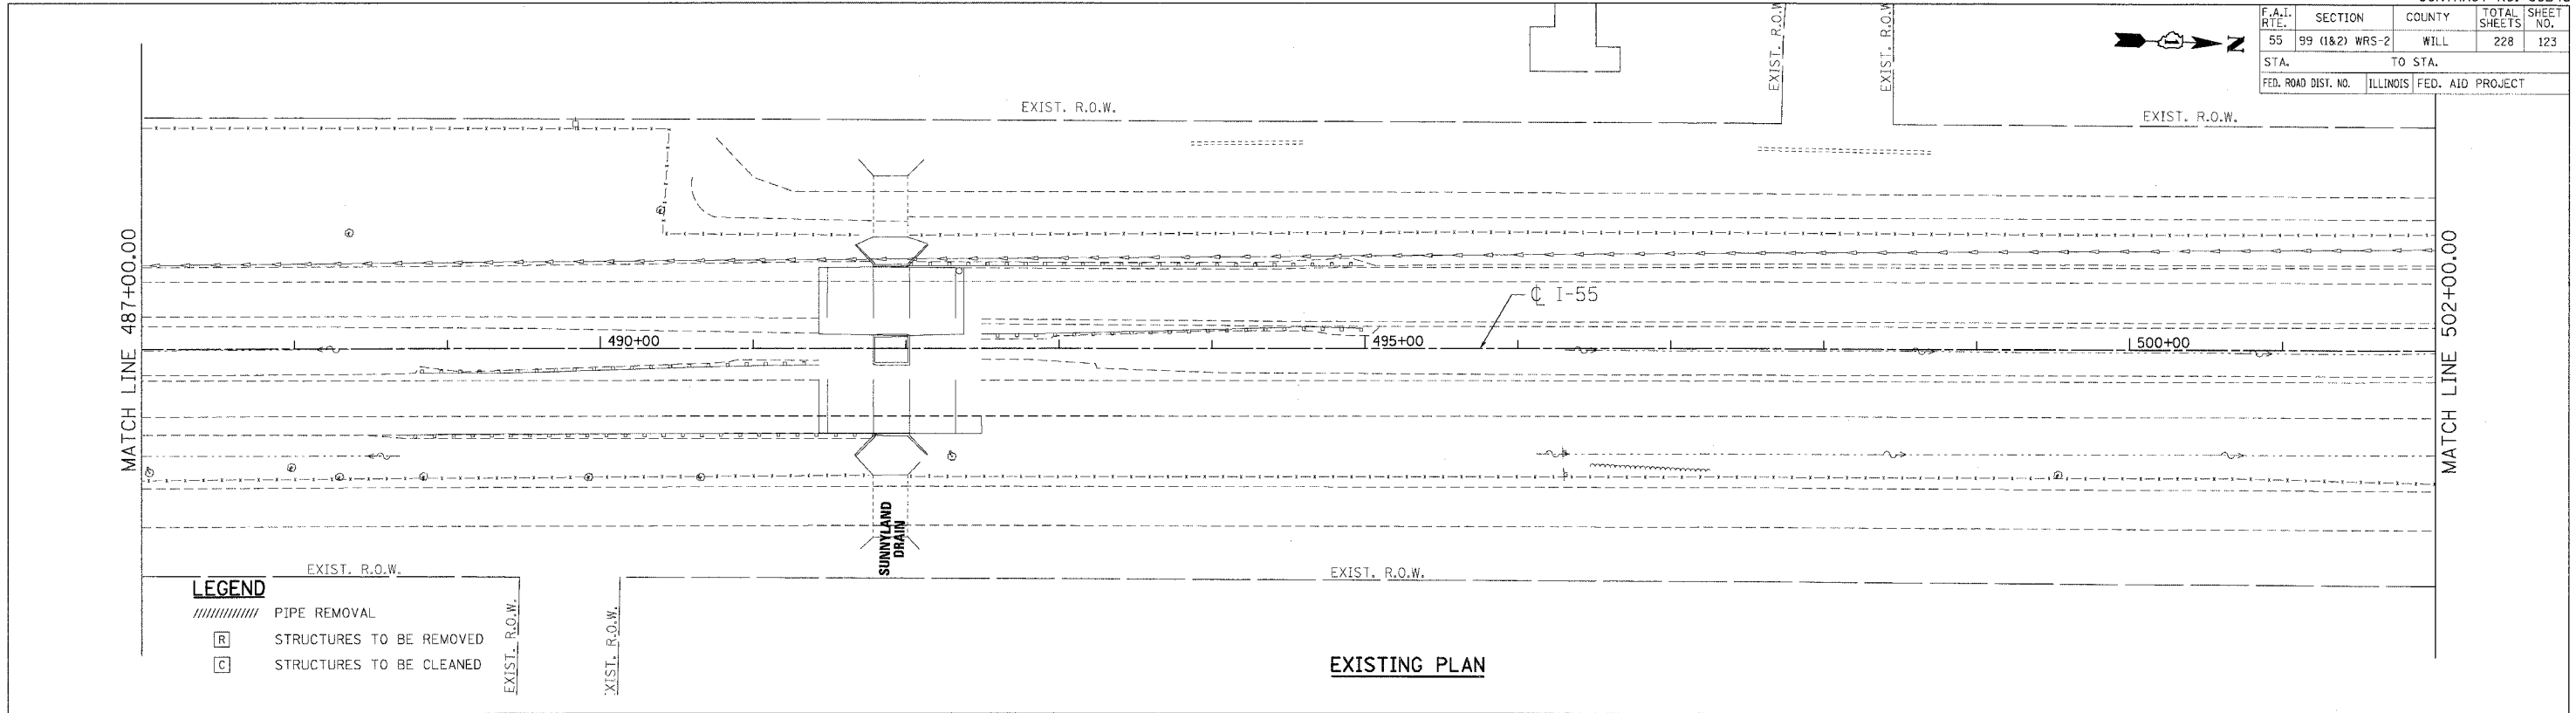 F.A.I. RTE. SECTION COUNTY TOTAL SHEETS SHEET NO.
55 99 (1&2) WRS-2 WILL 228 123
STA. TO STA.
FED. ROAD DIST. NO. ILLINOIS FED. AID PROJECT
N
EXIST. R.O.W.
EXIST. R.O.W.
EXIST. R.O.W.
EXIST. R.O.W.
MATCH LINE 487+00.00
MATCH LINE 502+00.00
℄ I-55
490+00
495+00
500+00
SUNNYLAND
DRAIN
EXIST. R.O.W.
EXIST. R.O.W.
EXIST. R.O.W.
XIST. R.O.W.
LEGEND
PIPE REMOVAL
R STRUCTURES TO BE REMOVED
C STRUCTURES TO BE CLEANED
EXISTING PLAN